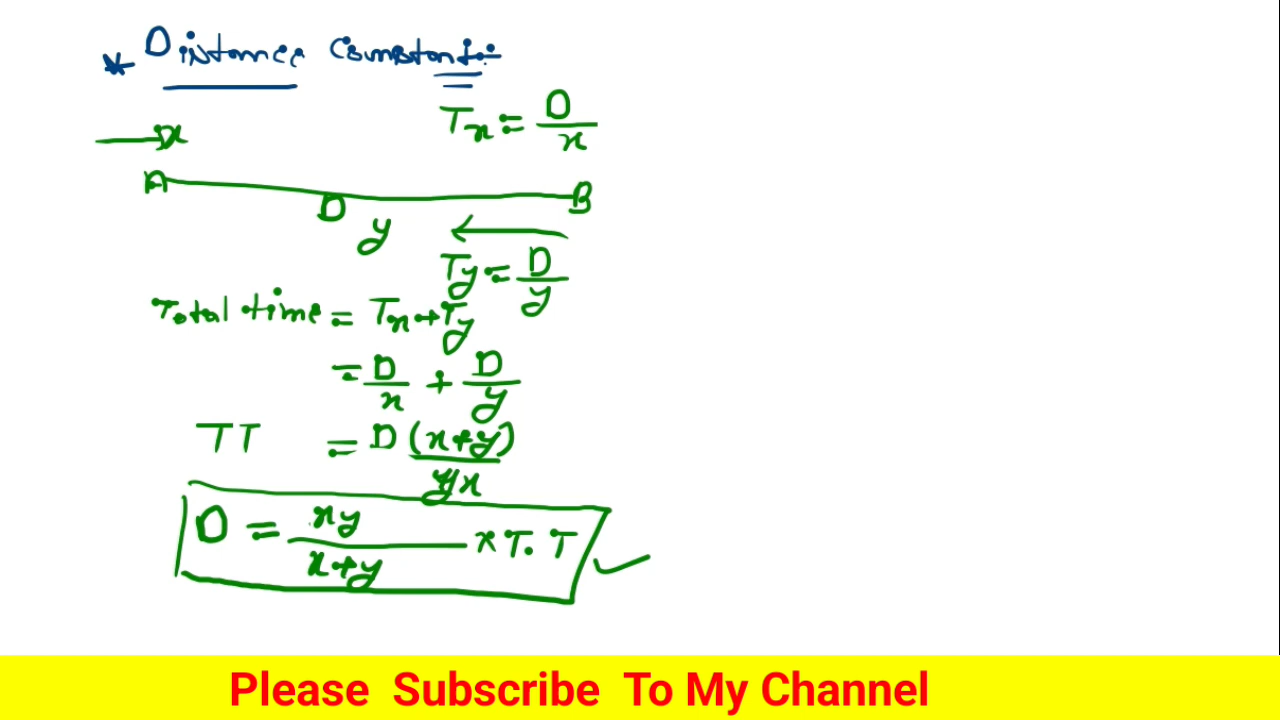 * Distance Constant:-
Tx = D/x
→ x
A B
D
y ←
Ty = D/y
Total time = Tx + Ty
= D/x + D/y
TT = D (x+y)/yx
D = xy/x+y × T. T ✓
Please Subscribe To My Channel